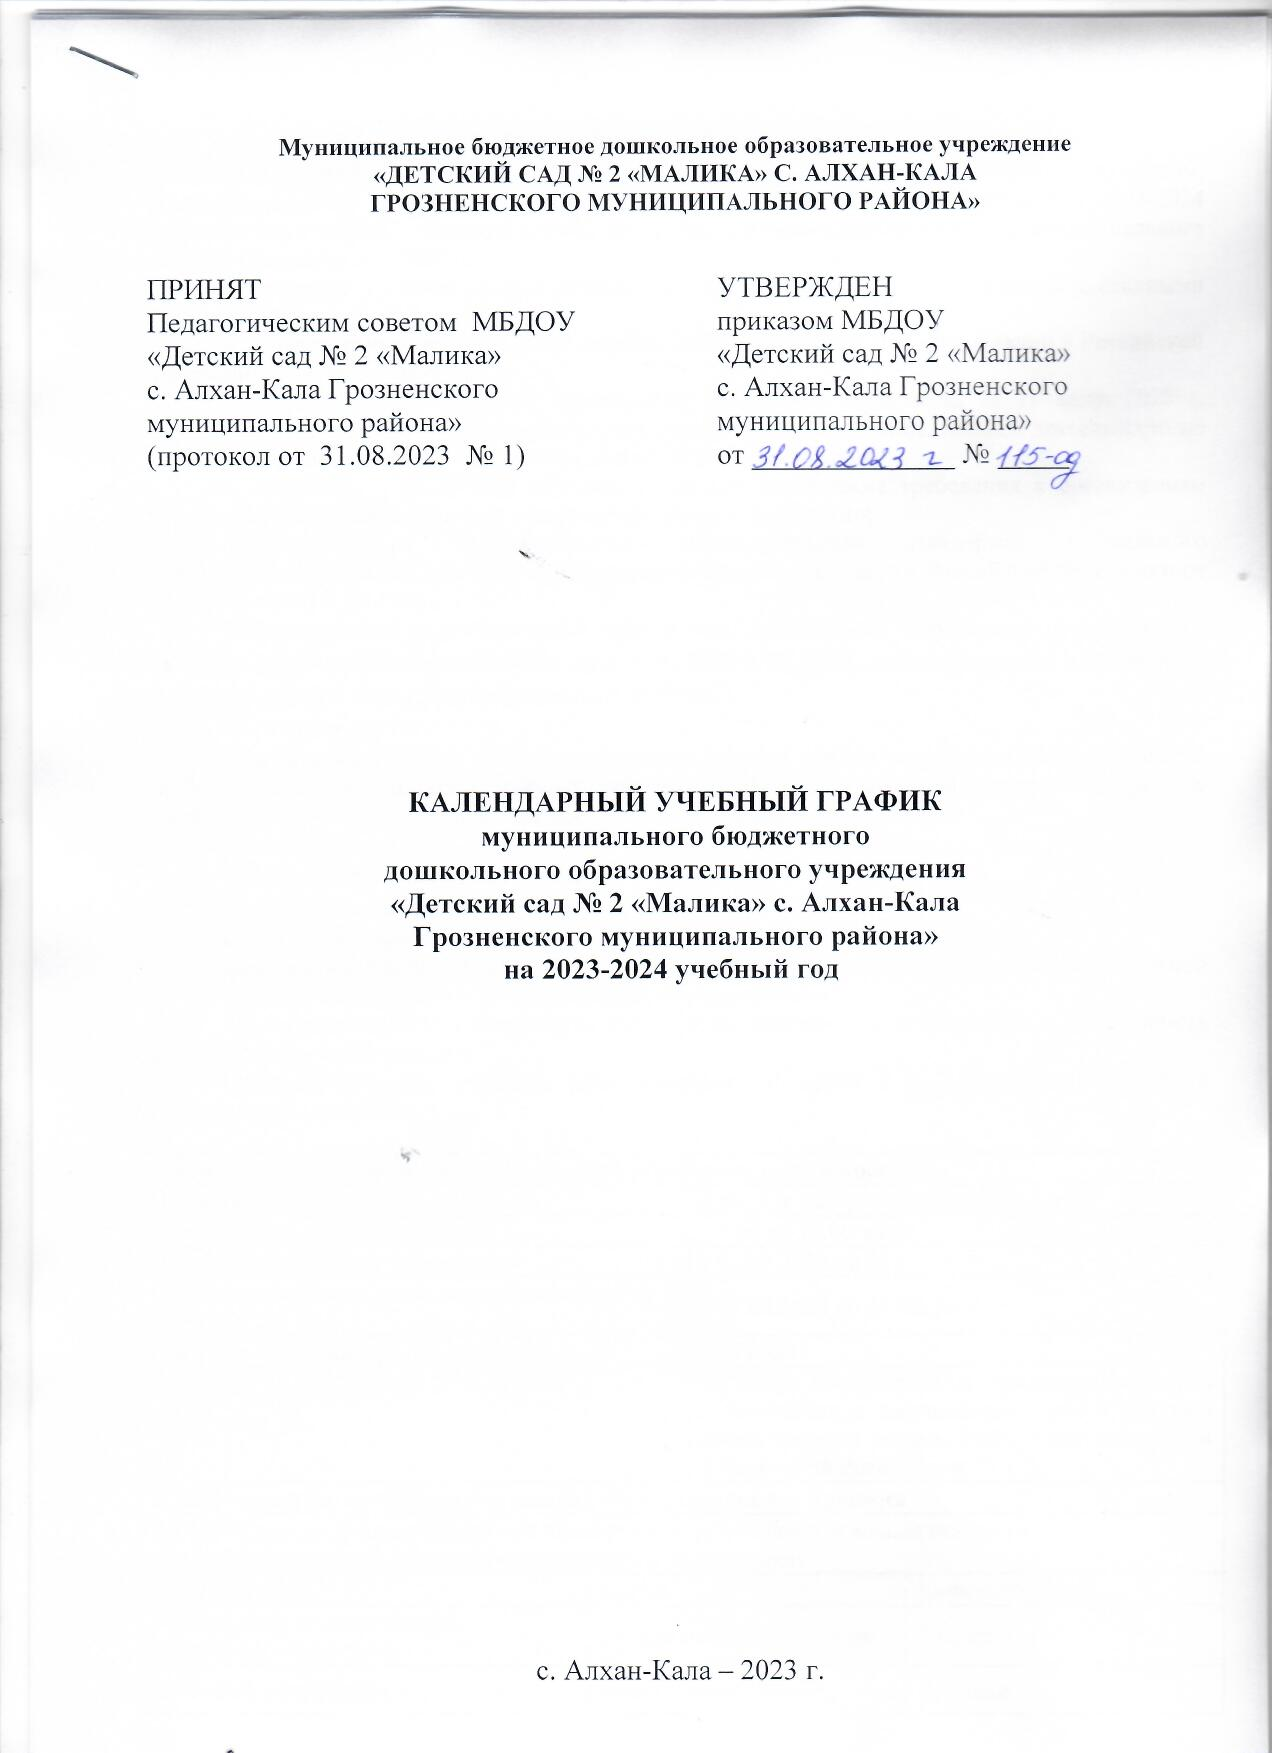 Муниципальное бюджетное дошкольное образовательное учреждение
«ДЕТСКИЙ САД № 2 «МАЛИКА» С. АЛХАН-КАЛА
ГРОЗНЕНСКОГО МУНИЦИПАЛЬНОГО РАЙОНА»
ПРИНЯТ
Педагогическим советом МБДОУ
«Детский сад № 2 «Малика»
с. Алхан-Кала Грозненского
муниципального района»
(протокол от 31.08.2023 № 1)
УТВЕРЖДЕН
приказом МБДОУ
«Детский сад № 2 «Малика»
с. Алхан-Кала Грозненского
муниципального района»
от 31.08.2023 г № 115-од
КАЛЕНДАРНЫЙ УЧЕБНЫЙ ГРАФИК
муниципального бюджетного
дошкольного образовательного учреждения
«Детский сад № 2 «Малика» с. Алхан-Кала
Грозненского муниципального района»
на 2023-2024 учебный год
с. Алхан-Кала – 2023 г.